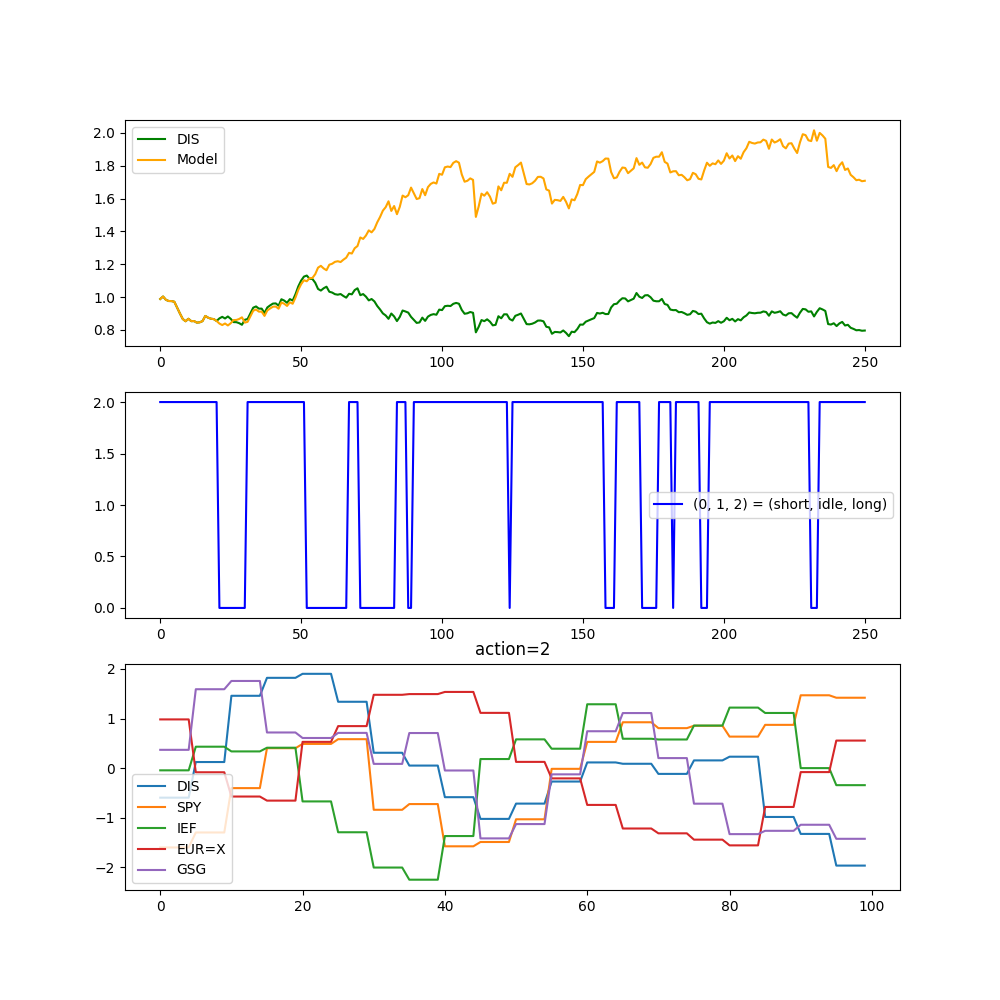 DIS
Model
2.0
1.8
1.6
1.4
1.2
1.0
0.8
0 50 100 150 200 250
2.0
1.5
1.0
0.5
0.0
(0, 1, 2) = (short, idle, long)
0 50 100 150 200 250
action=2
2
1
0
−1
−2
DIS
SPY
IEF
EUR=X
GSG
0 20 40 60 80 100